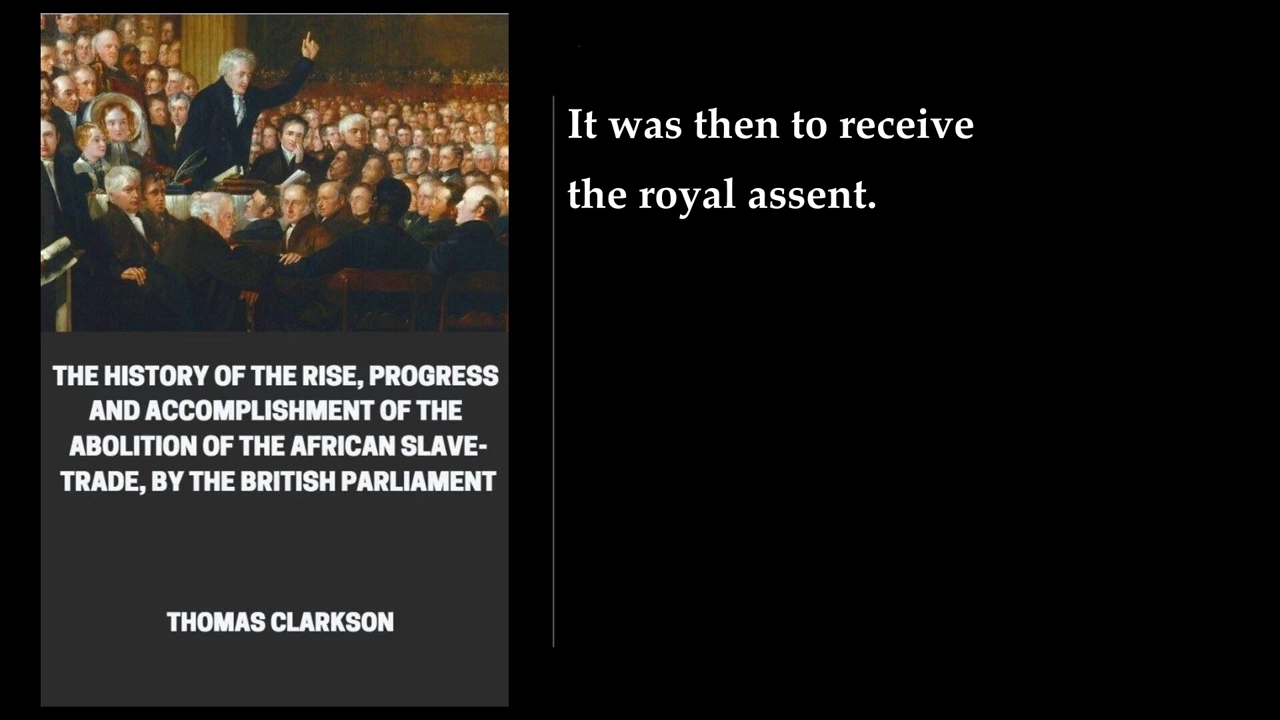 THE HISTORY OF THE RISE, PROGRESS
AND ACCOMPLISHMENT OF THE
ABOLITION OF THE AFRICAN SLAVE-
TRADE, BY THE BRITISH PARLIAMENT
THOMAS CLARKSON
It was then to receive
the royal assent.